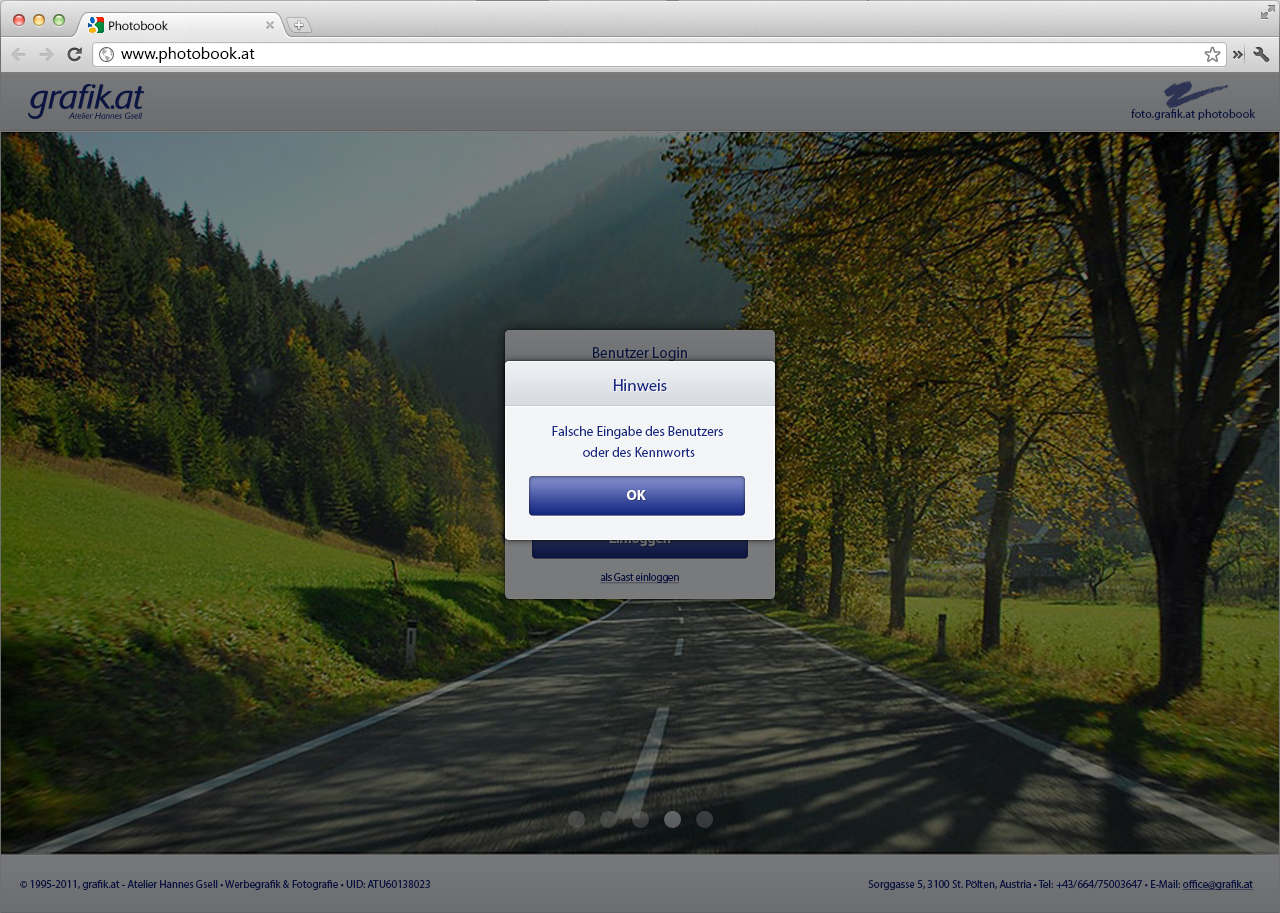 Photobook
www.photobook.at
grafik.at
Atelier Hannes Gsell
foto.grafik.at photobook
Benutzer Login
Hinweis
Falsche Eingabe des Benutzers
oder des Kennworts
OK
Einloggen
als Gast einloggen
© 1995-2011, grafik.at - Atelier Hannes Gsell • Werbegrafik & Fotografie • UID: ATU60138023
Sorggasse 5, 3100 St. Pölten, Austria • Tel: +43/664/75003647 • E-Mail: office@grafik.at